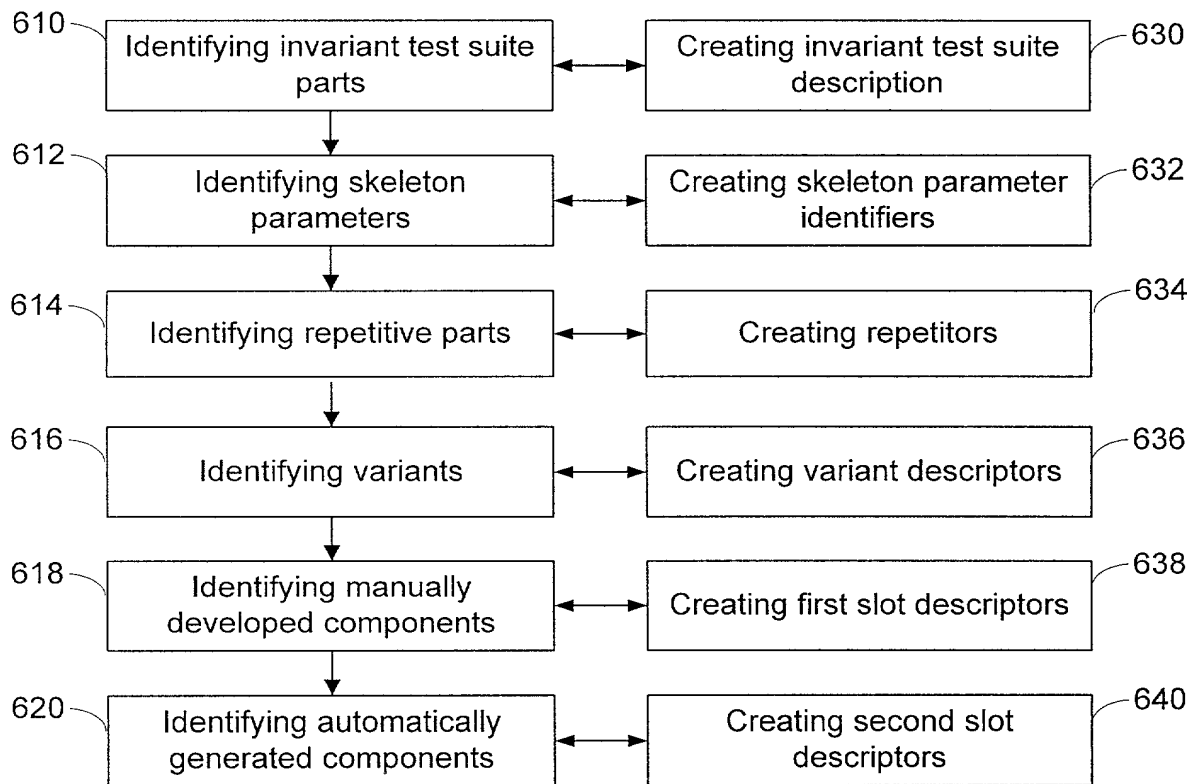 610
Identifying invariant test suite
parts
Creating invariant test suite
description
630
612
Identifying skeleton
parameters
Creating skeleton parameter
identifiers
632
614
Identifying repetitive parts
Creating repetitors
634
616
Identifying variants
Creating variant descriptors
636
618
Identifying manually
developed components
Creating first slot descriptors
638
620
Identifying automatically
generated components
Creating second slot
descriptors
640